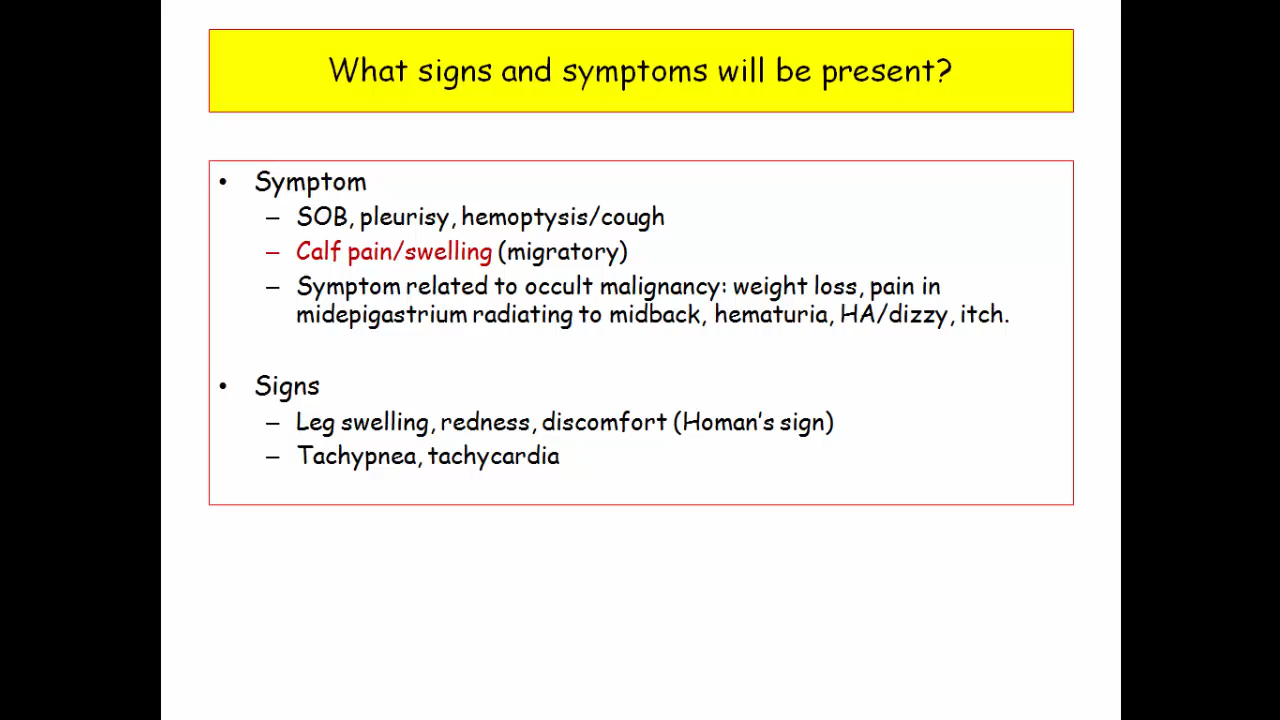 What signs and symptoms will be present?
• Symptom
– SOB, pleurisy, hemoptysis/cough
– Calf pain/swelling (migratory)
– Symptom related to occult malignancy: weight loss, pain in
midepigastrium radiating to midback, hematuria, HA/dizzy, itch.
• Signs
– Leg swelling, redness, discomfort (Homan's sign)
– Tachypnea, tachycardia